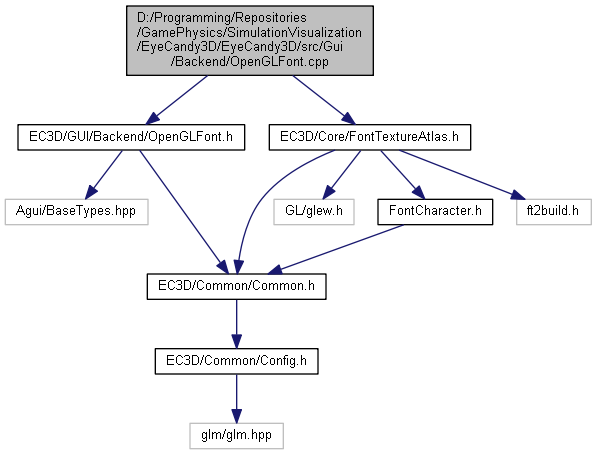 D:/Programming/Repositories
/GamePhysics/SimulationVisualization
/EyeCandy3D/EyeCandy3D/src/Gui
/Backend/OpenGLFont.cpp
EC3D/GUI/Backend/OpenGLFont.h
EC3D/Core/FontTextureAtlas.h
Agui/BaseTypes.hpp
GL/glew.h
FontCharacter.h
ft2build.h
EC3D/Common/Common.h
EC3D/Common/Config.h
glm/glm.hpp